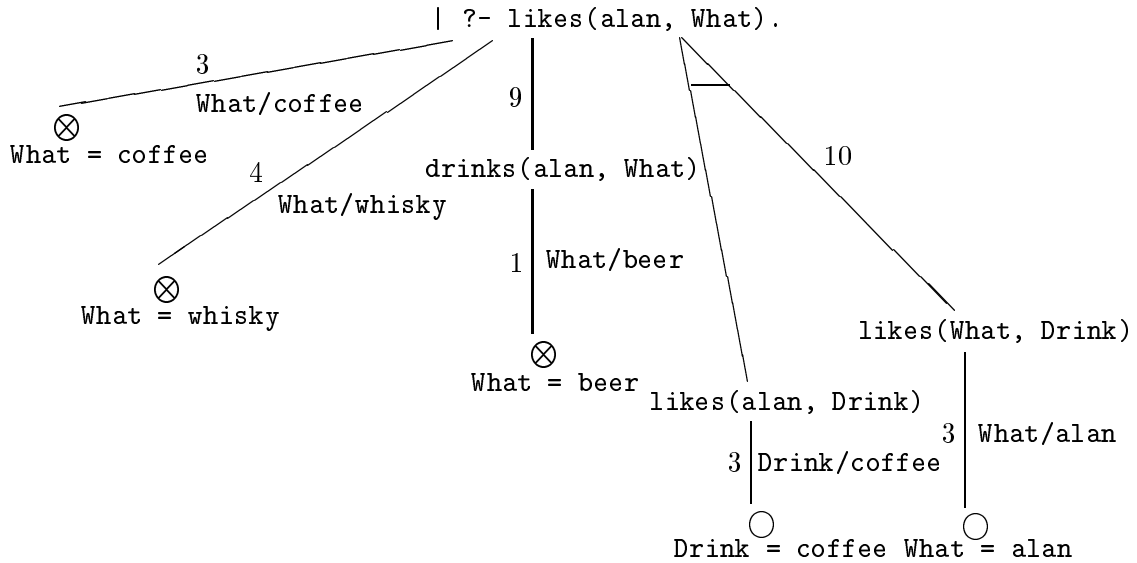 | ?- likes(alan, What).
3
What/coffee
What = coffee
9
10
4
drinks(alan, What)
What/whisky
1
What/beer
What = whisky
likes(What, Drink)
What = beer
likes(alan, Drink)
3
What/alan
3
Drink/coffee
Drink = coffee
What = alan